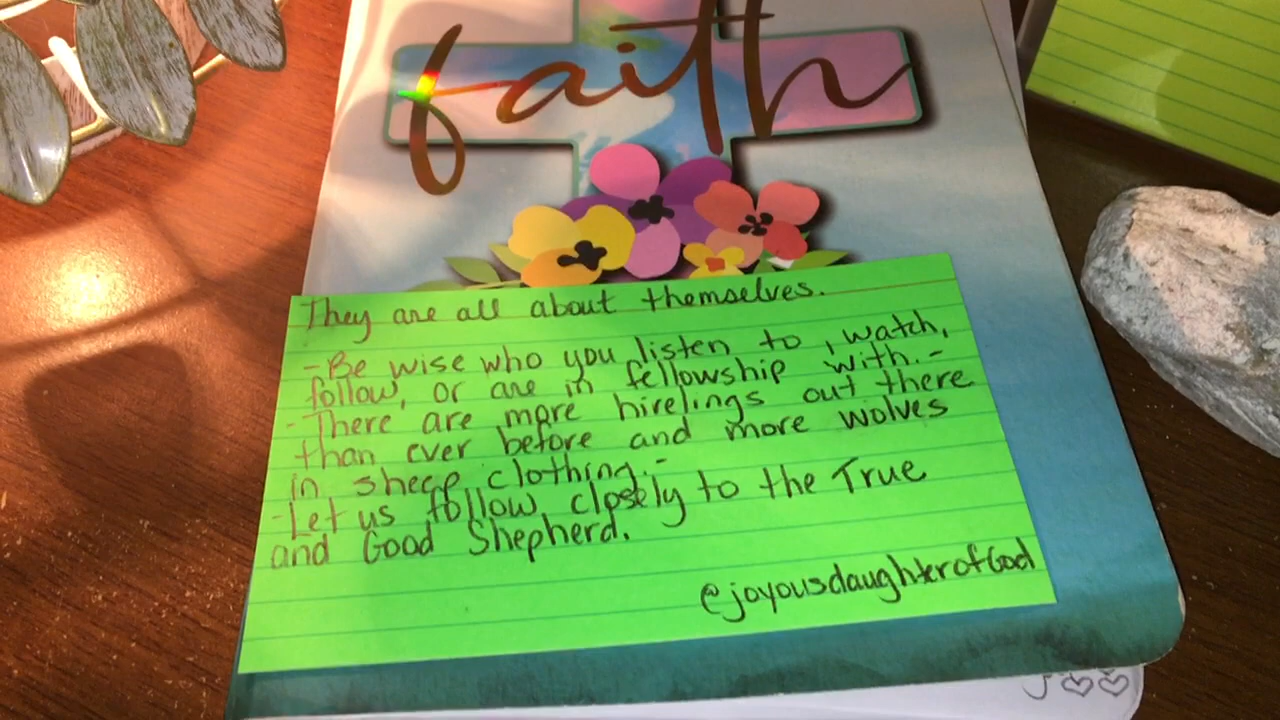 faith
They are all about themselves.
-Be wise who you listen to, watch,
follow, or are in fellowship with.-
-There are more hirelings out there
than ever before and more wolves
in sheep clothing.-
-Let us follow closely to the True
and Good Shepherd.
@joyousdaughterofGod